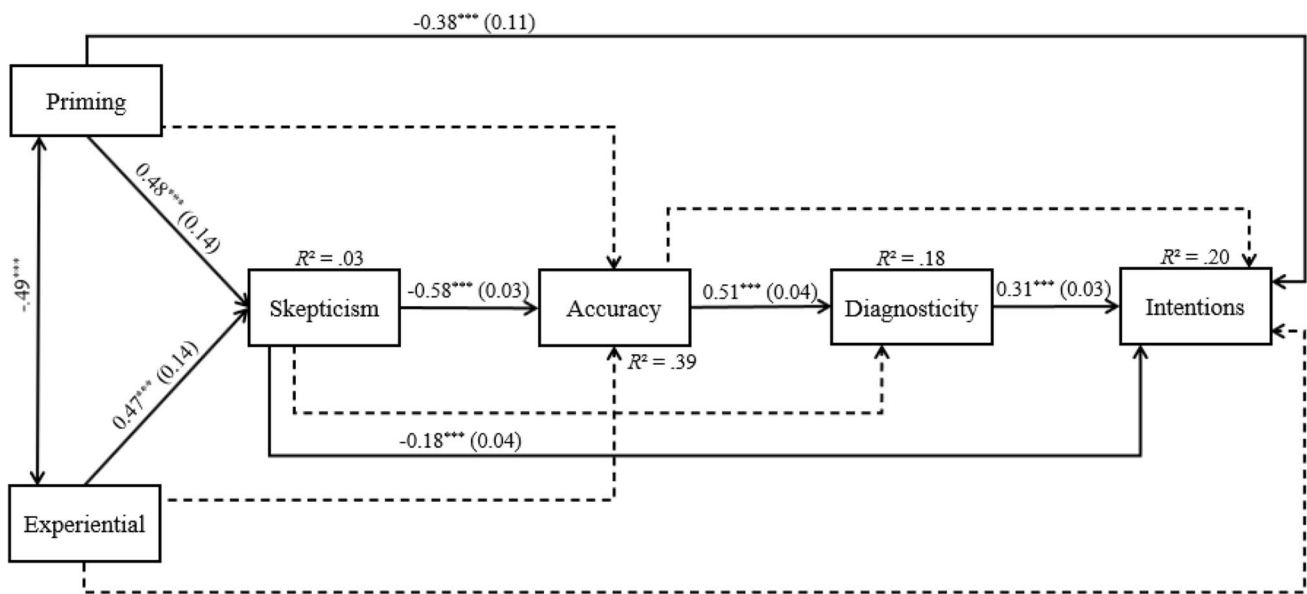 -0.38*** (0.11)
Priming
0.48*** (0.14)
-.49***
R² = .03
R² = .18
R² = .20
Skepticism
-0.58*** (0.03)
Accuracy
0.51*** (0.04)
Diagnosticity
0.31*** (0.03)
Intentions
R² = .39
0.47*** (0.14)
-0.18*** (0.04)
Experiential